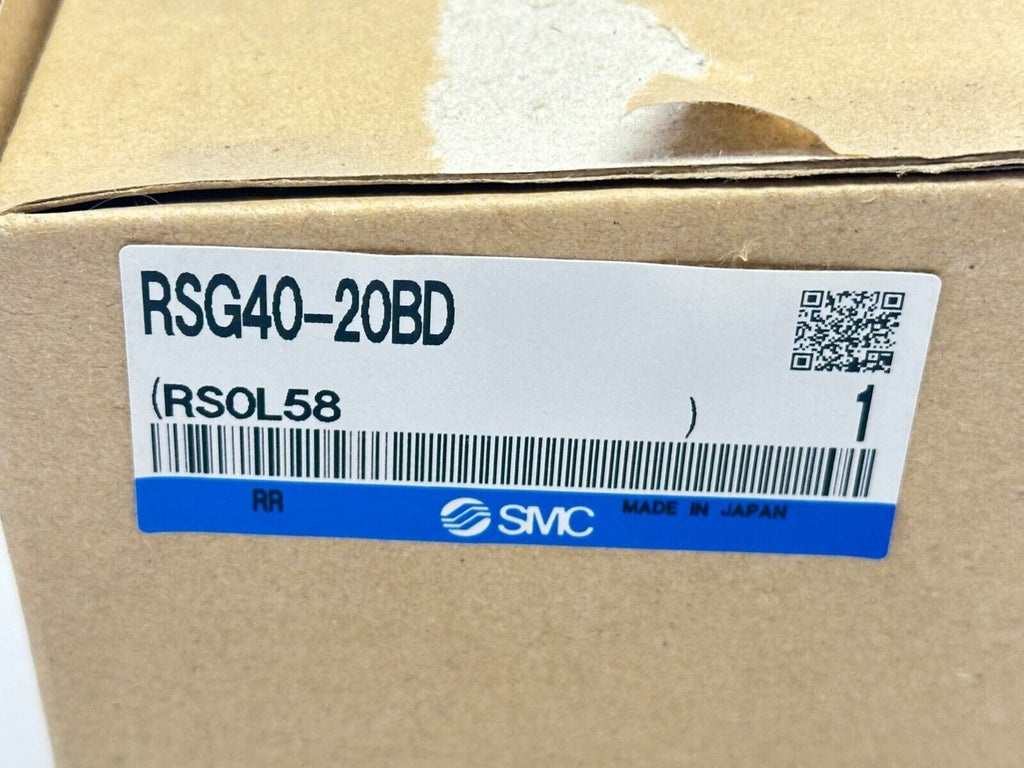 RSG40-20BD
(RSOL58 )
1
RR
SMC
MADE IN JAPAN